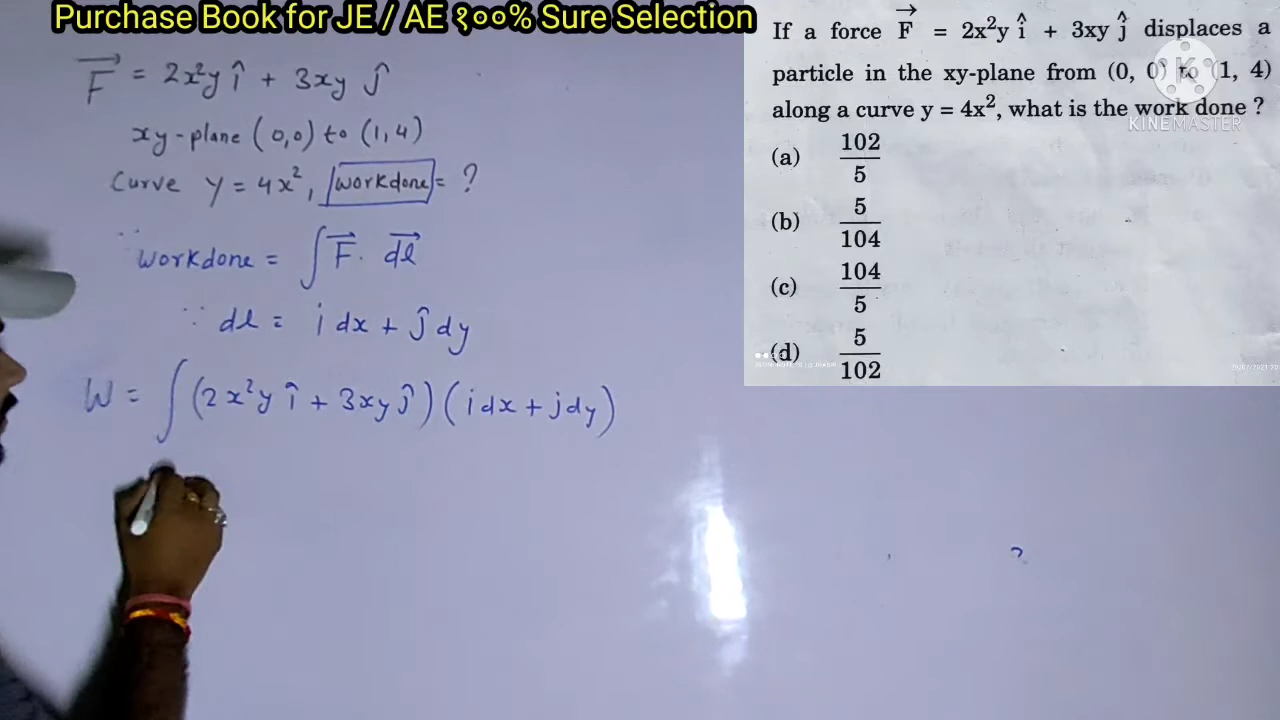 Purchase Book for JE / AE १००% Sure Selection
F⃗ = 2x²y î + 3xy ĵ
xy-plane (0,0) to (1,4)
Curve y = 4x², workdone = ?
∵ workdone = ∫ F⃗ · dl⃗
∵ dl = i dx + ĵ dy
W = ∫ (2x²y î + 3xy ĵ) (i dx + j dy)
If a force F⃗ = 2x²y î + 3xy ĵ displaces a
particle in the xy-plane from (0, 0) to (1, 4)
along a curve y = 4x², what is the work done ?
KINEMASTER
(a) 102/5
(b) 5/104
(c) 104/5
(d) 5/102
?